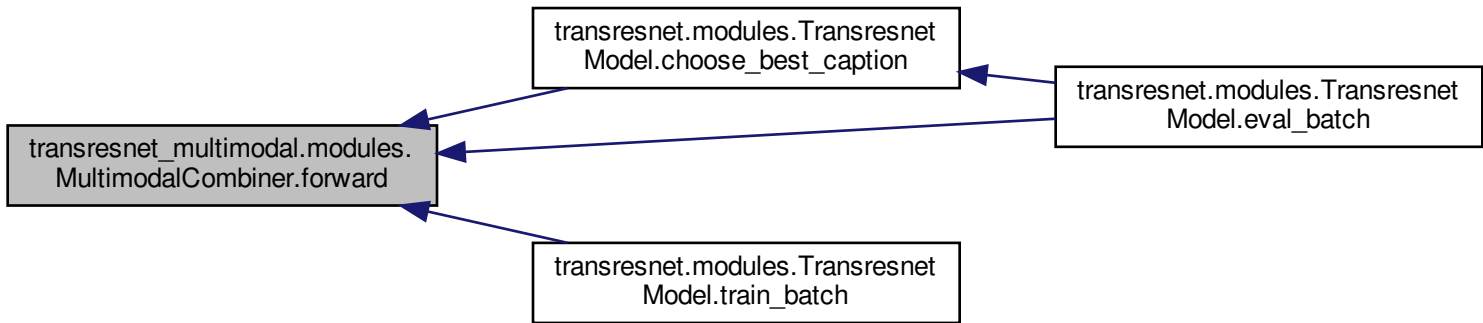 transresnet.modules.Transresnet
Model.choose_best_caption
transresnet.modules.Transresnet
Model.eval_batch
transresnet_multimodal.modules.
MultimodalCombiner.forward
transresnet.modules.Transresnet
Model.train_batch